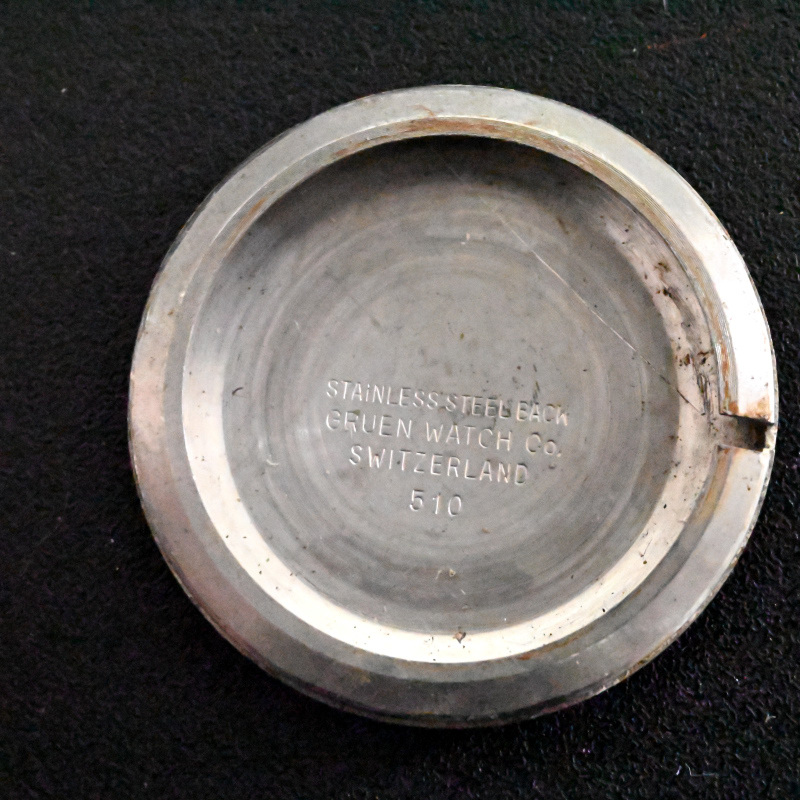 STAINLESS STEEL BACK
GRUEN WATCH Co.
SWITZERLAND
510